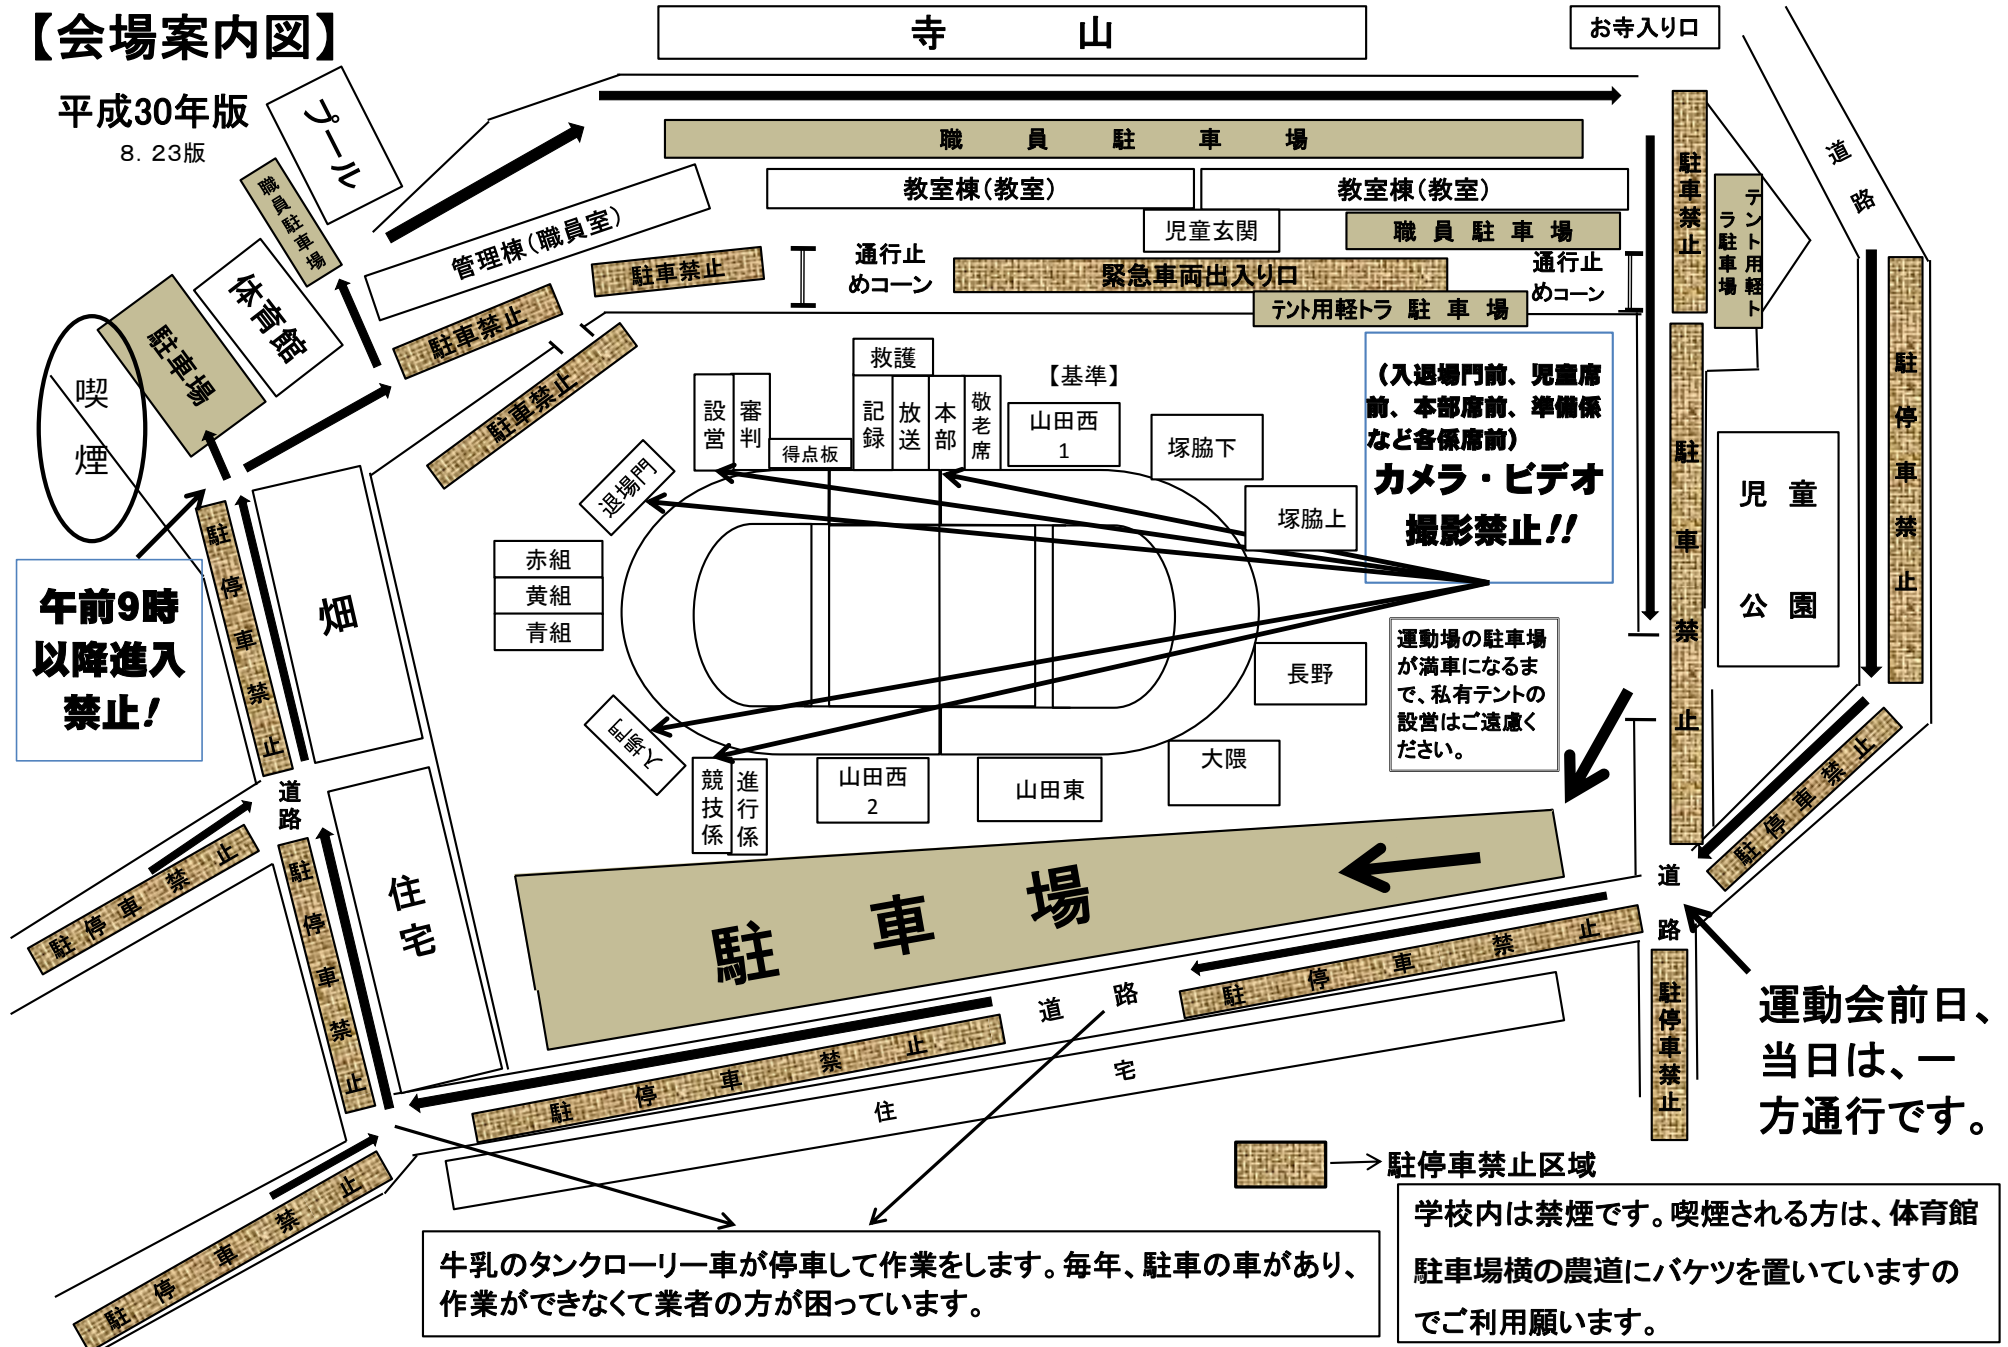 【会場案内図】
平成30年版
８．２３版
寺　山
お寺入り口
プール
職員駐車場
職員駐車場
教室棟（教室）
教室棟（教室）
管理棟（職員室）
児童玄関
職員駐車場
体育館
駐車場
喫煙
駐車禁止
駐車禁止
駐車禁止
通行止
めコーン
緊急車両出入り口
通行止
めコーン
テント用軽トラ　駐車場
駐車禁止
テント用軽ト
ラ駐車場
道路
駐停車禁止
駐車禁止
児童
公園
（入退場門前、児童席
前、本部席前、準備係
など各係席前）
カメラ・ビデオ
撮影禁止!!
救護
設営
審判
得点板
記録
放送
本部
敬老席
【基準】
山田西
1
塚脇下
塚脇上
退場門
赤組
黄組
青組
入場門
競技係
進行係
山田西
2
山田東
大隈
長野
運動場の駐車場
が満車になるま
で、私有テントの
設営はご遠慮く
ださい。
午前9時
以降進入
禁止!
駐停車禁止
畑
道路
駐停車禁止
駐停車禁止
住宅
駐車場
道路
駐停車禁止
駐停車禁止
道路
駐停車禁止
駐停車禁止
住宅
駐停車禁止
運動会前日、
当日は、一
方通行です。
駐停車禁止区域
牛乳のタンクローリー車が停車して作業をします。毎年、駐車の車があり、
作業ができなくて業者の方が困っています。
学校内は禁煙です。喫煙される方は、体育館
駐車場横の農道にバケツを置いていますの
でご利用願います。